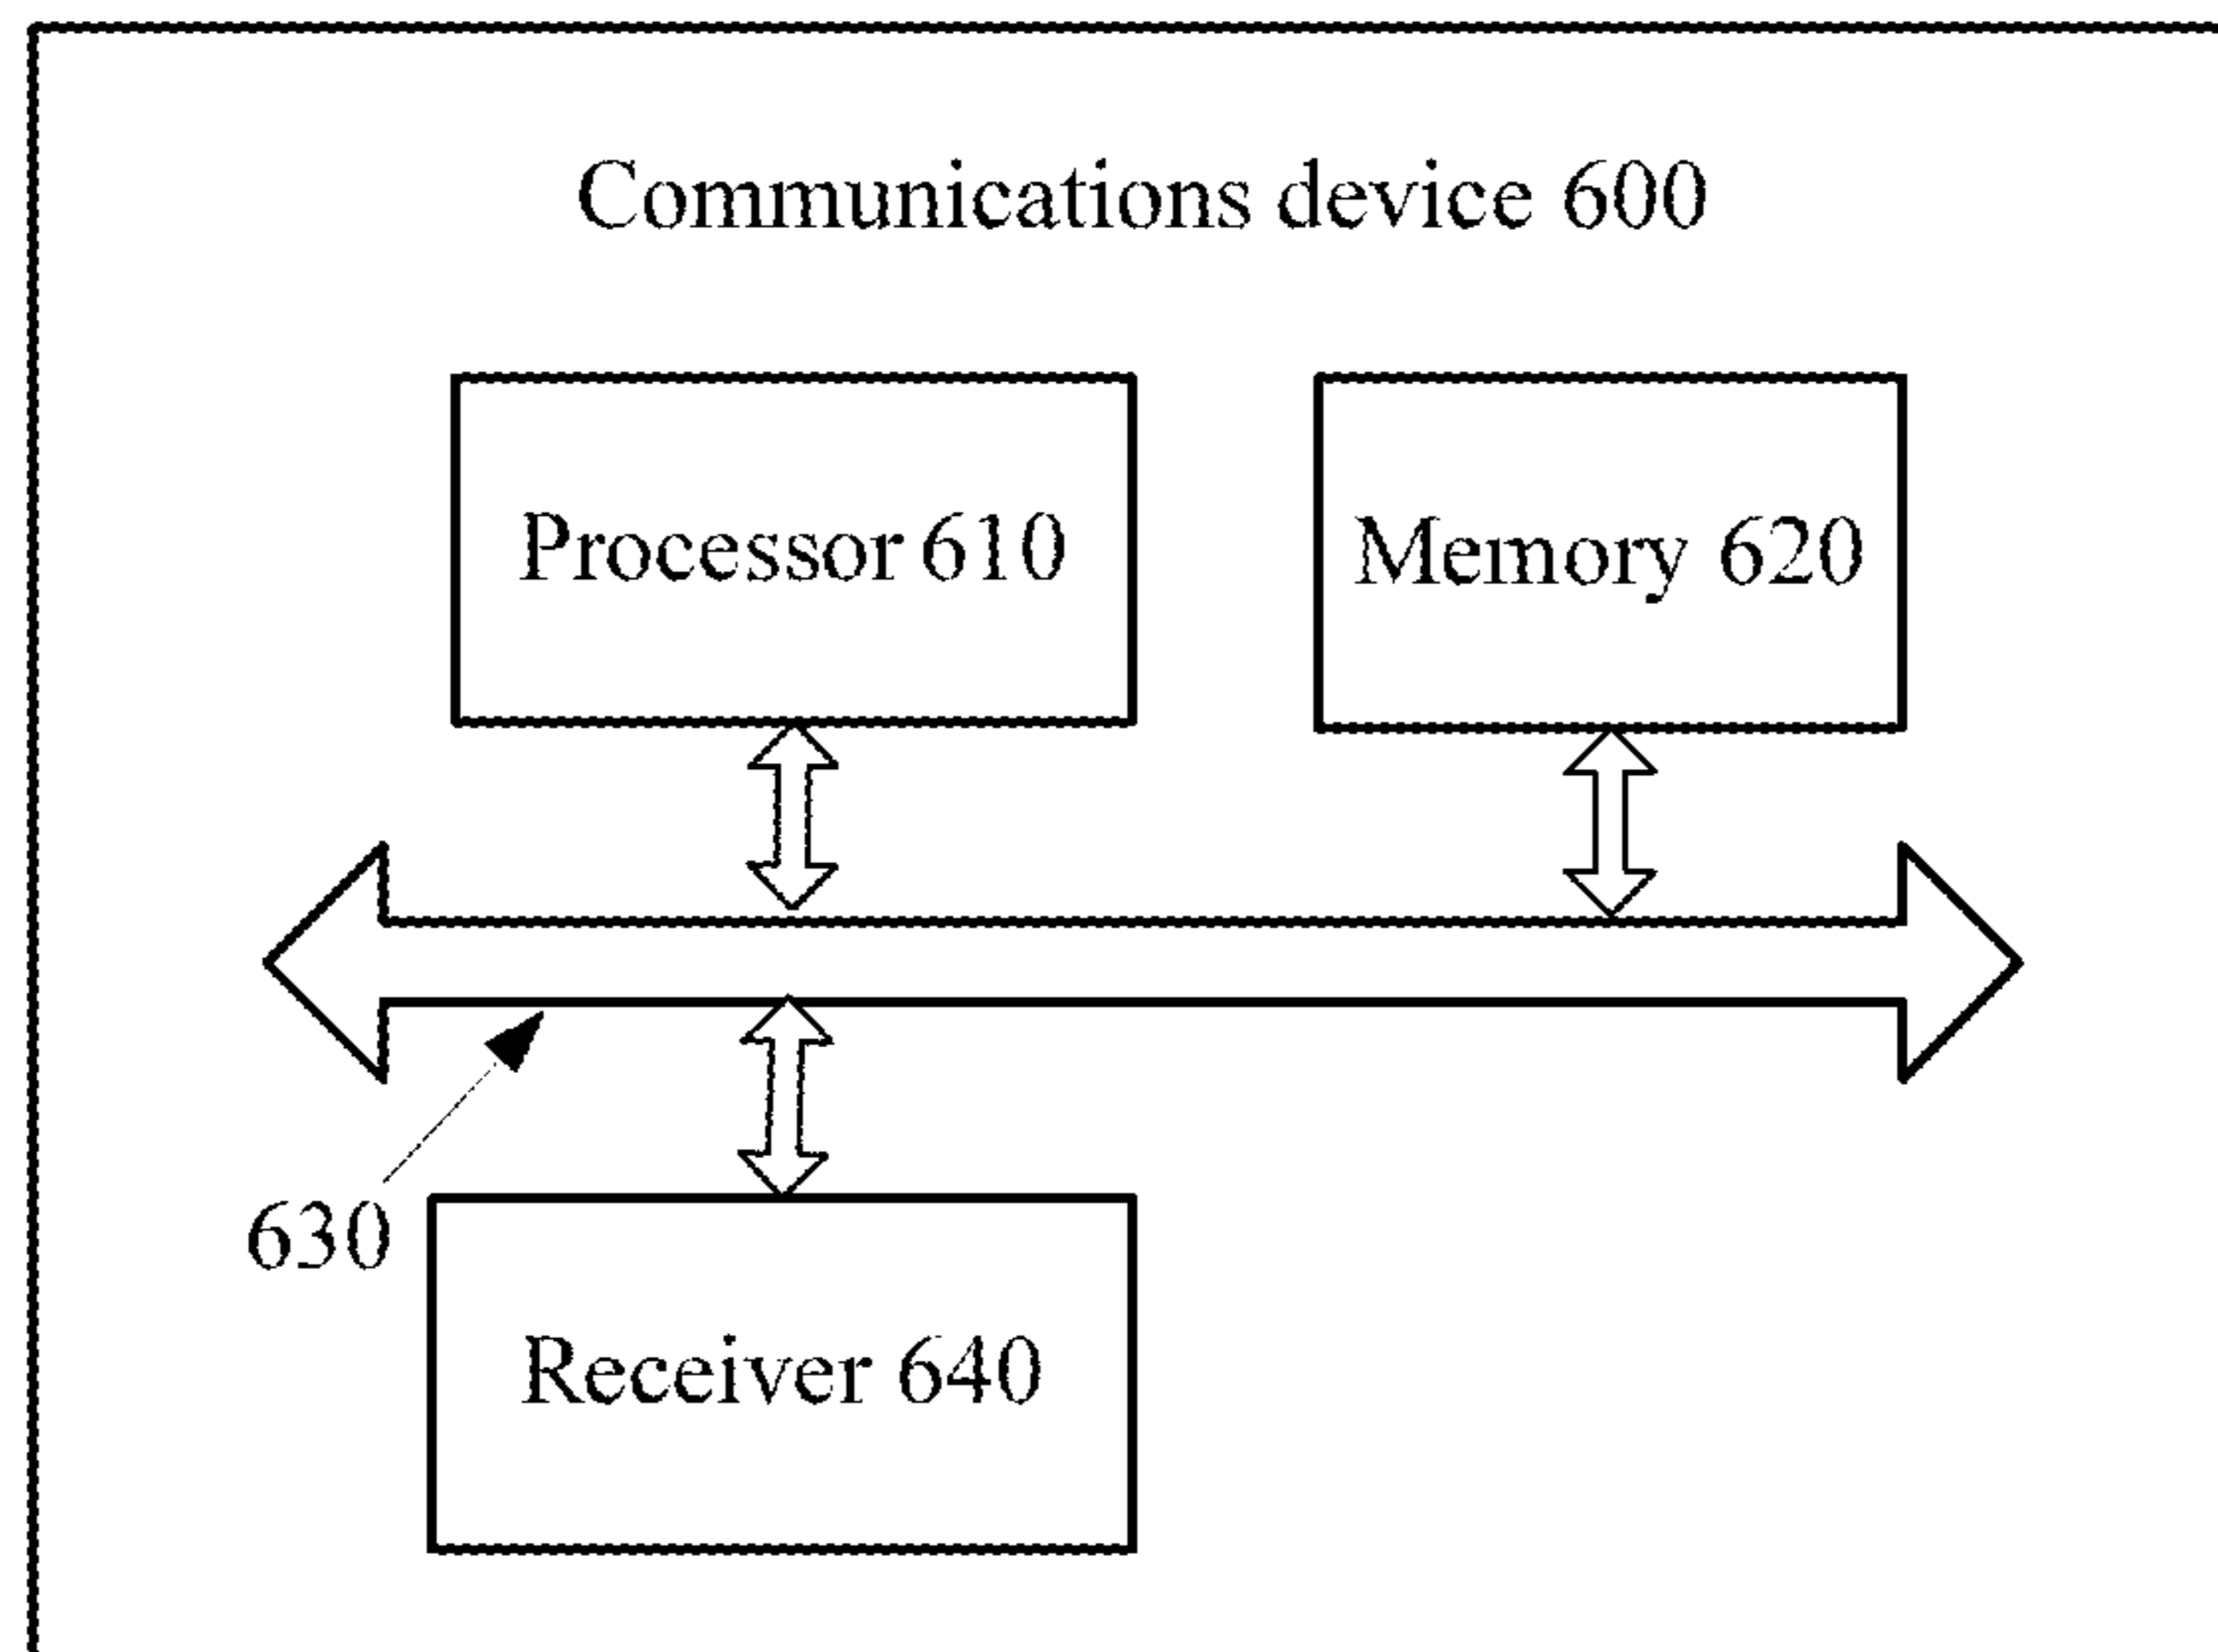 Communications device 600
Processor 610
Memory 620
630
Receiver 640